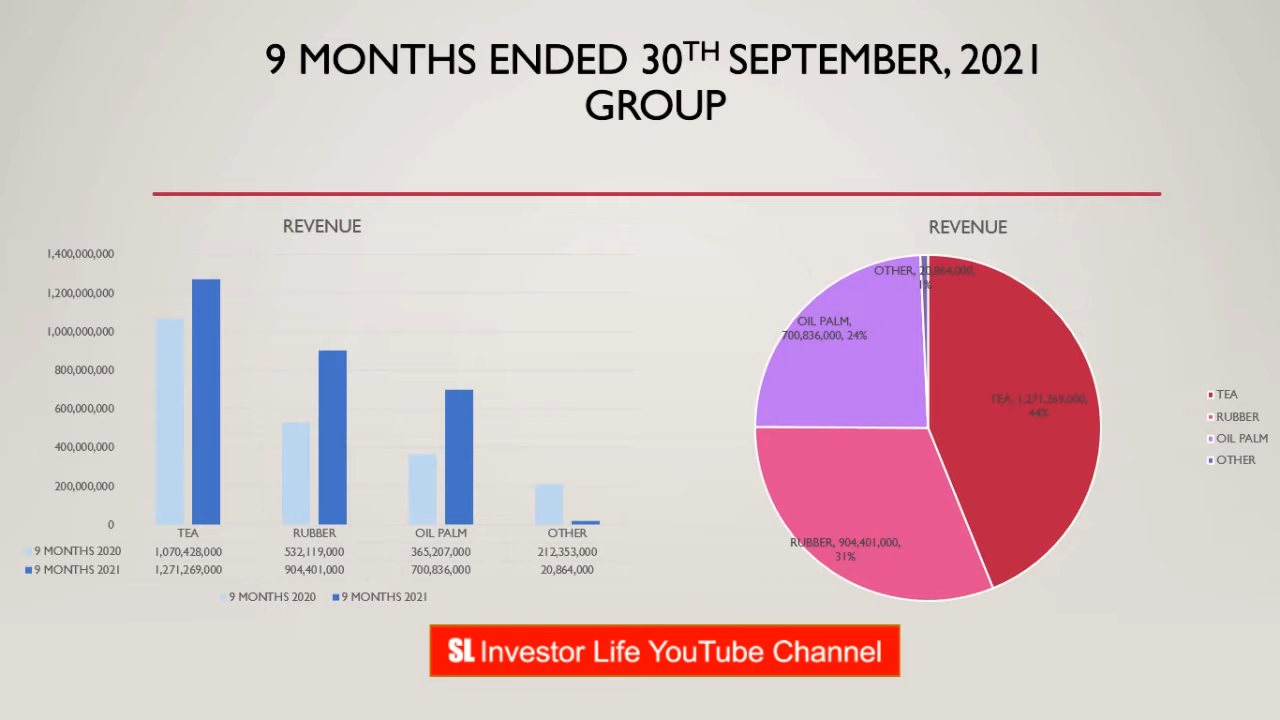 9 MONTHS ENDED 30TH SEPTEMBER, 2021
GROUP
REVENUE
1,400,000,000
1,200,000,000
1,000,000,000
800,000,000
600,000,000
400,000,000
200,000,000
0
TEA RUBBER OIL PALM OTHER
9 MONTHS 2020 1,070,428,000 532,119,000 365,207,000 212,353,000
9 MONTHS 2021 1,271,269,000 904,401,000 700,836,000 20,864,000
9 MONTHS 2020 9 MONTHS 2021
REVENUE
OTHER, 20,864,000,
1%
OIL PALM,
700,836,000, 24%
TEA, 1,271,269,000,
44%
RUBBER, 904,401,000,
31%
TEA
RUBBER
OIL PALM
OTHER
SL Investor Life YouTube Channel